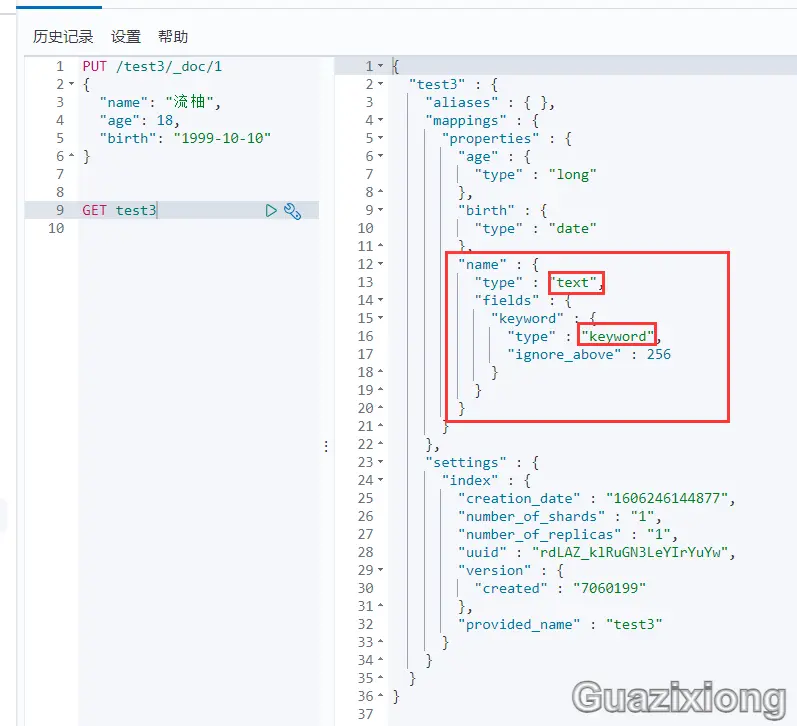 历史记录 设置 帮助
1 PUT /test3/_doc/1
2 {
3 "name": "流柚",
4 "age": 18,
5 "birth": "1999-10-10"
6 }
7
8
9 GET test3
10
1 {
2 "test3" : {
3 "aliases" : { },
4 "mappings" : {
5 "properties" : {
6 "age" : {
7 "type" : "long"
8 },
9 "birth" : {
10 "type" : "date"
11 },
12 "name" : {
13 "type" : "text",
14 "fields" : {
15 "keyword" : {
16 "type" : "keyword",
17 "ignore_above" : 256
18 }
19 }
20 }
21 }
22 },
23 "settings" : {
24 "index" : {
25 "creation_date" : "1606246144877",
26 "number_of_shards" : "1",
27 "number_of_replicas" : "1",
28 "uuid" : "rdLAZ_klRuGN3LeYIrYuYw",
29 "version" : {
30 "created" : "7060199"
31 },
32 "provided_name" : "test3"
33 }
34 }
35 }
36 }
37
Guazixiong